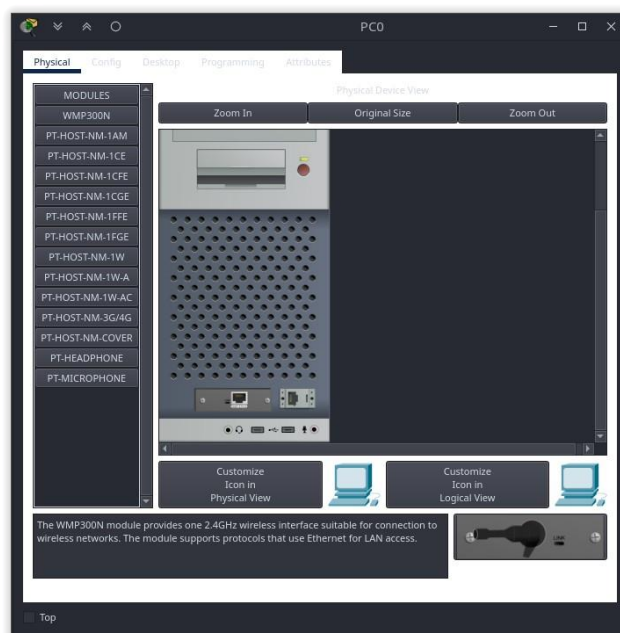 PC0
Physical
Config
Desktop
Programming
Attributes
MODULES
WMP300N
PT-HOST-NM-1AM
PT-HOST-NM-1CE
PT-HOST-NM-1CFE
PT-HOST-NM-1CGE
PT-HOST-NM-1FFE
PT-HOST-NM-1FGE
PT-HOST-NM-1W
PT-HOST-NM-1W-A
PT-HOST-NM-1W-AC
PT-HOST-NM-3G/4G
PT-HOST-NM-COVER
PT-HEADPHONE
PT-MICROPHONE
Physical Device View
Zoom In
Original Size
Zoom Out
Customize
Icon in
Physical View
Customize
Icon in
Logical View
The WMP300N module provides one 2.4GHz wireless interface suitable for connection to
wireless networks. The module supports protocols that use Ethernet for LAN access.
LINK
Top